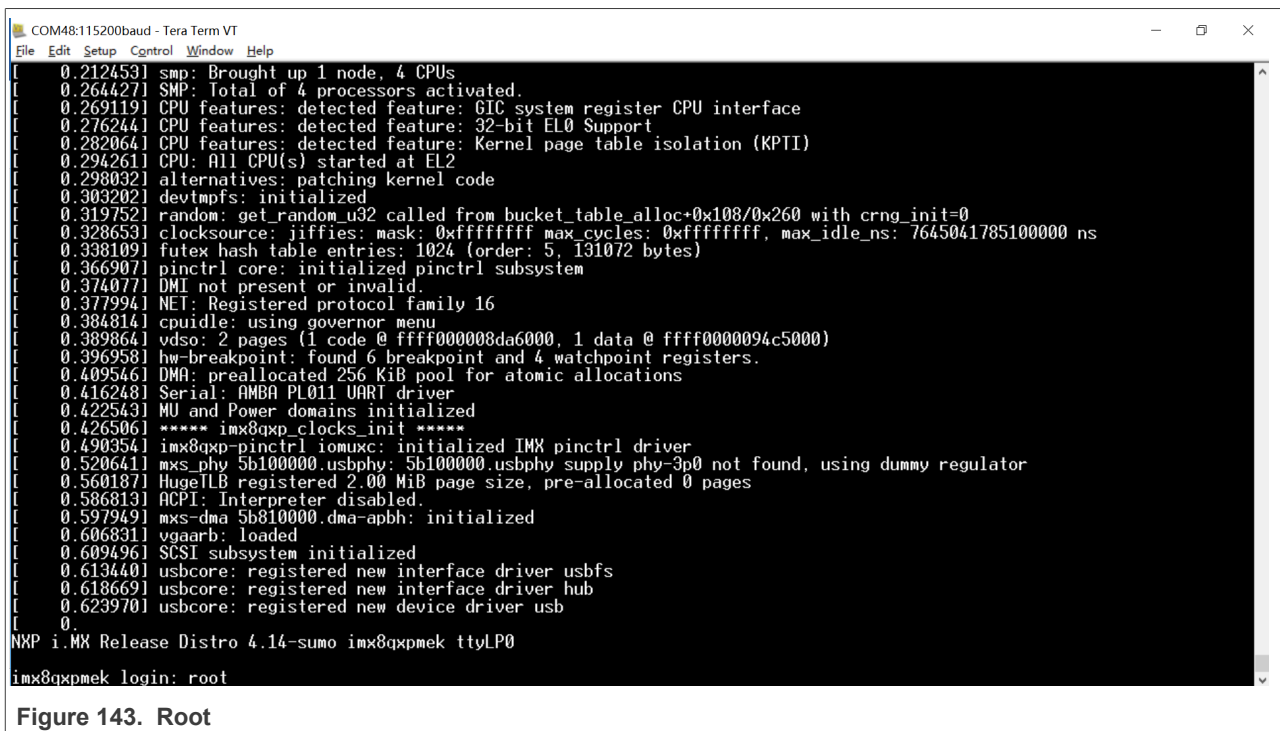 COM48:115200baud - Tera Term VT
File Edit Setup Control Window Help
[    0.212453] smp: Brought up 1 node, 4 CPUs
[    0.264427] SMP: Total of 4 processors activated.
[    0.269119] CPU features: detected feature: GIC system register CPU interface
[    0.276244] CPU features: detected feature: 32-bit EL0 Support
[    0.282064] CPU features: detected feature: Kernel page table isolation (KPTI)
[    0.294261] CPU: All CPU(s) started at EL2
[    0.298032] alternatives: patching kernel code
[    0.303202] devtmpfs: initialized
[    0.319752] random: get_random_u32 called from bucket_table_alloc+0x108/0x260 with crng_init=0
[    0.328653] clocksource: jiffies: mask: 0xffffffff max_cycles: 0xffffffff, max_idle_ns: 7645041785100000 ns
[    0.338109] futex hash table entries: 1024 (order: 5, 131072 bytes)
[    0.366907] pinctrl core: initialized pinctrl subsystem
[    0.374077] DMI not present or invalid.
[    0.377994] NET: Registered protocol family 16
[    0.384814] cpuidle: using governor menu
[    0.389864] vdso: 2 pages (1 code @ ffff000008da6000, 1 data @ ffff0000094c5000)
[    0.396958] hw-breakpoint: found 6 breakpoint and 4 watchpoint registers.
[    0.409546] DMA: preallocated 256 KiB pool for atomic allocations
[    0.416248] Serial: AMBA PL011 UART driver
[    0.422543] MU and Power domains initialized
[    0.426506] ***** imx8qxp_clocks_init *****
[    0.490354] imx8qxp-pinctrl iomuxc: initialized IMX pinctrl driver
[    0.520641] mxs_phy 5b100000.usbphy: 5b100000.usbphy supply phy-3p0 not found, using dummy regulator
[    0.560187] HugeTLB registered 2.00 MiB page size, pre-allocated 0 pages
[    0.586813] ACPI: Interpreter disabled.
[    0.597949] mxs-dma 5b810000.dma-apbh: initialized
[    0.606831] vgaarb: loaded
[    0.609496] SCSI subsystem initialized
[    0.613440] usbcore: registered new interface driver usbfs
[    0.618669] usbcore: registered new interface driver hub
[    0.623970] usbcore: registered new device driver usb
[    0.
NXP i.MX Release Distro 4.14-sumo imx8qxpmek ttyLP0
imx8qxpmek login: root
Figure 143. Root